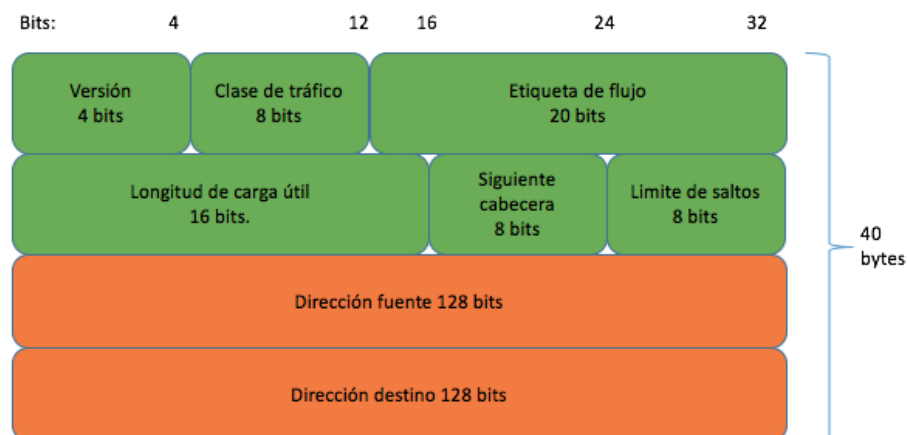 Bits: 4 12 16 24 32
Versión
4 bits
Clase de tráfico
8 bits
Etiqueta de flujo
20 bits
Longitud de carga útil
16 bits.
Siguiente
cabecera
8 bits
Limite de saltos
8 bits
40
bytes
Dirección fuente 128 bits
Dirección destino 128 bits